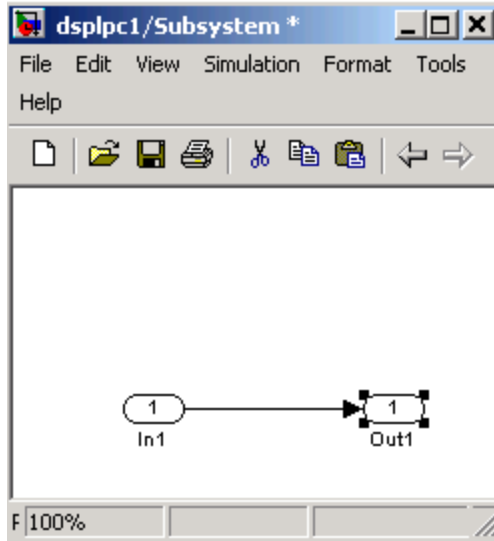 dsplpc1/Subsystem *
File Edit View Simulation Format Tools
Help
1 1
In1 Out1
F 100%